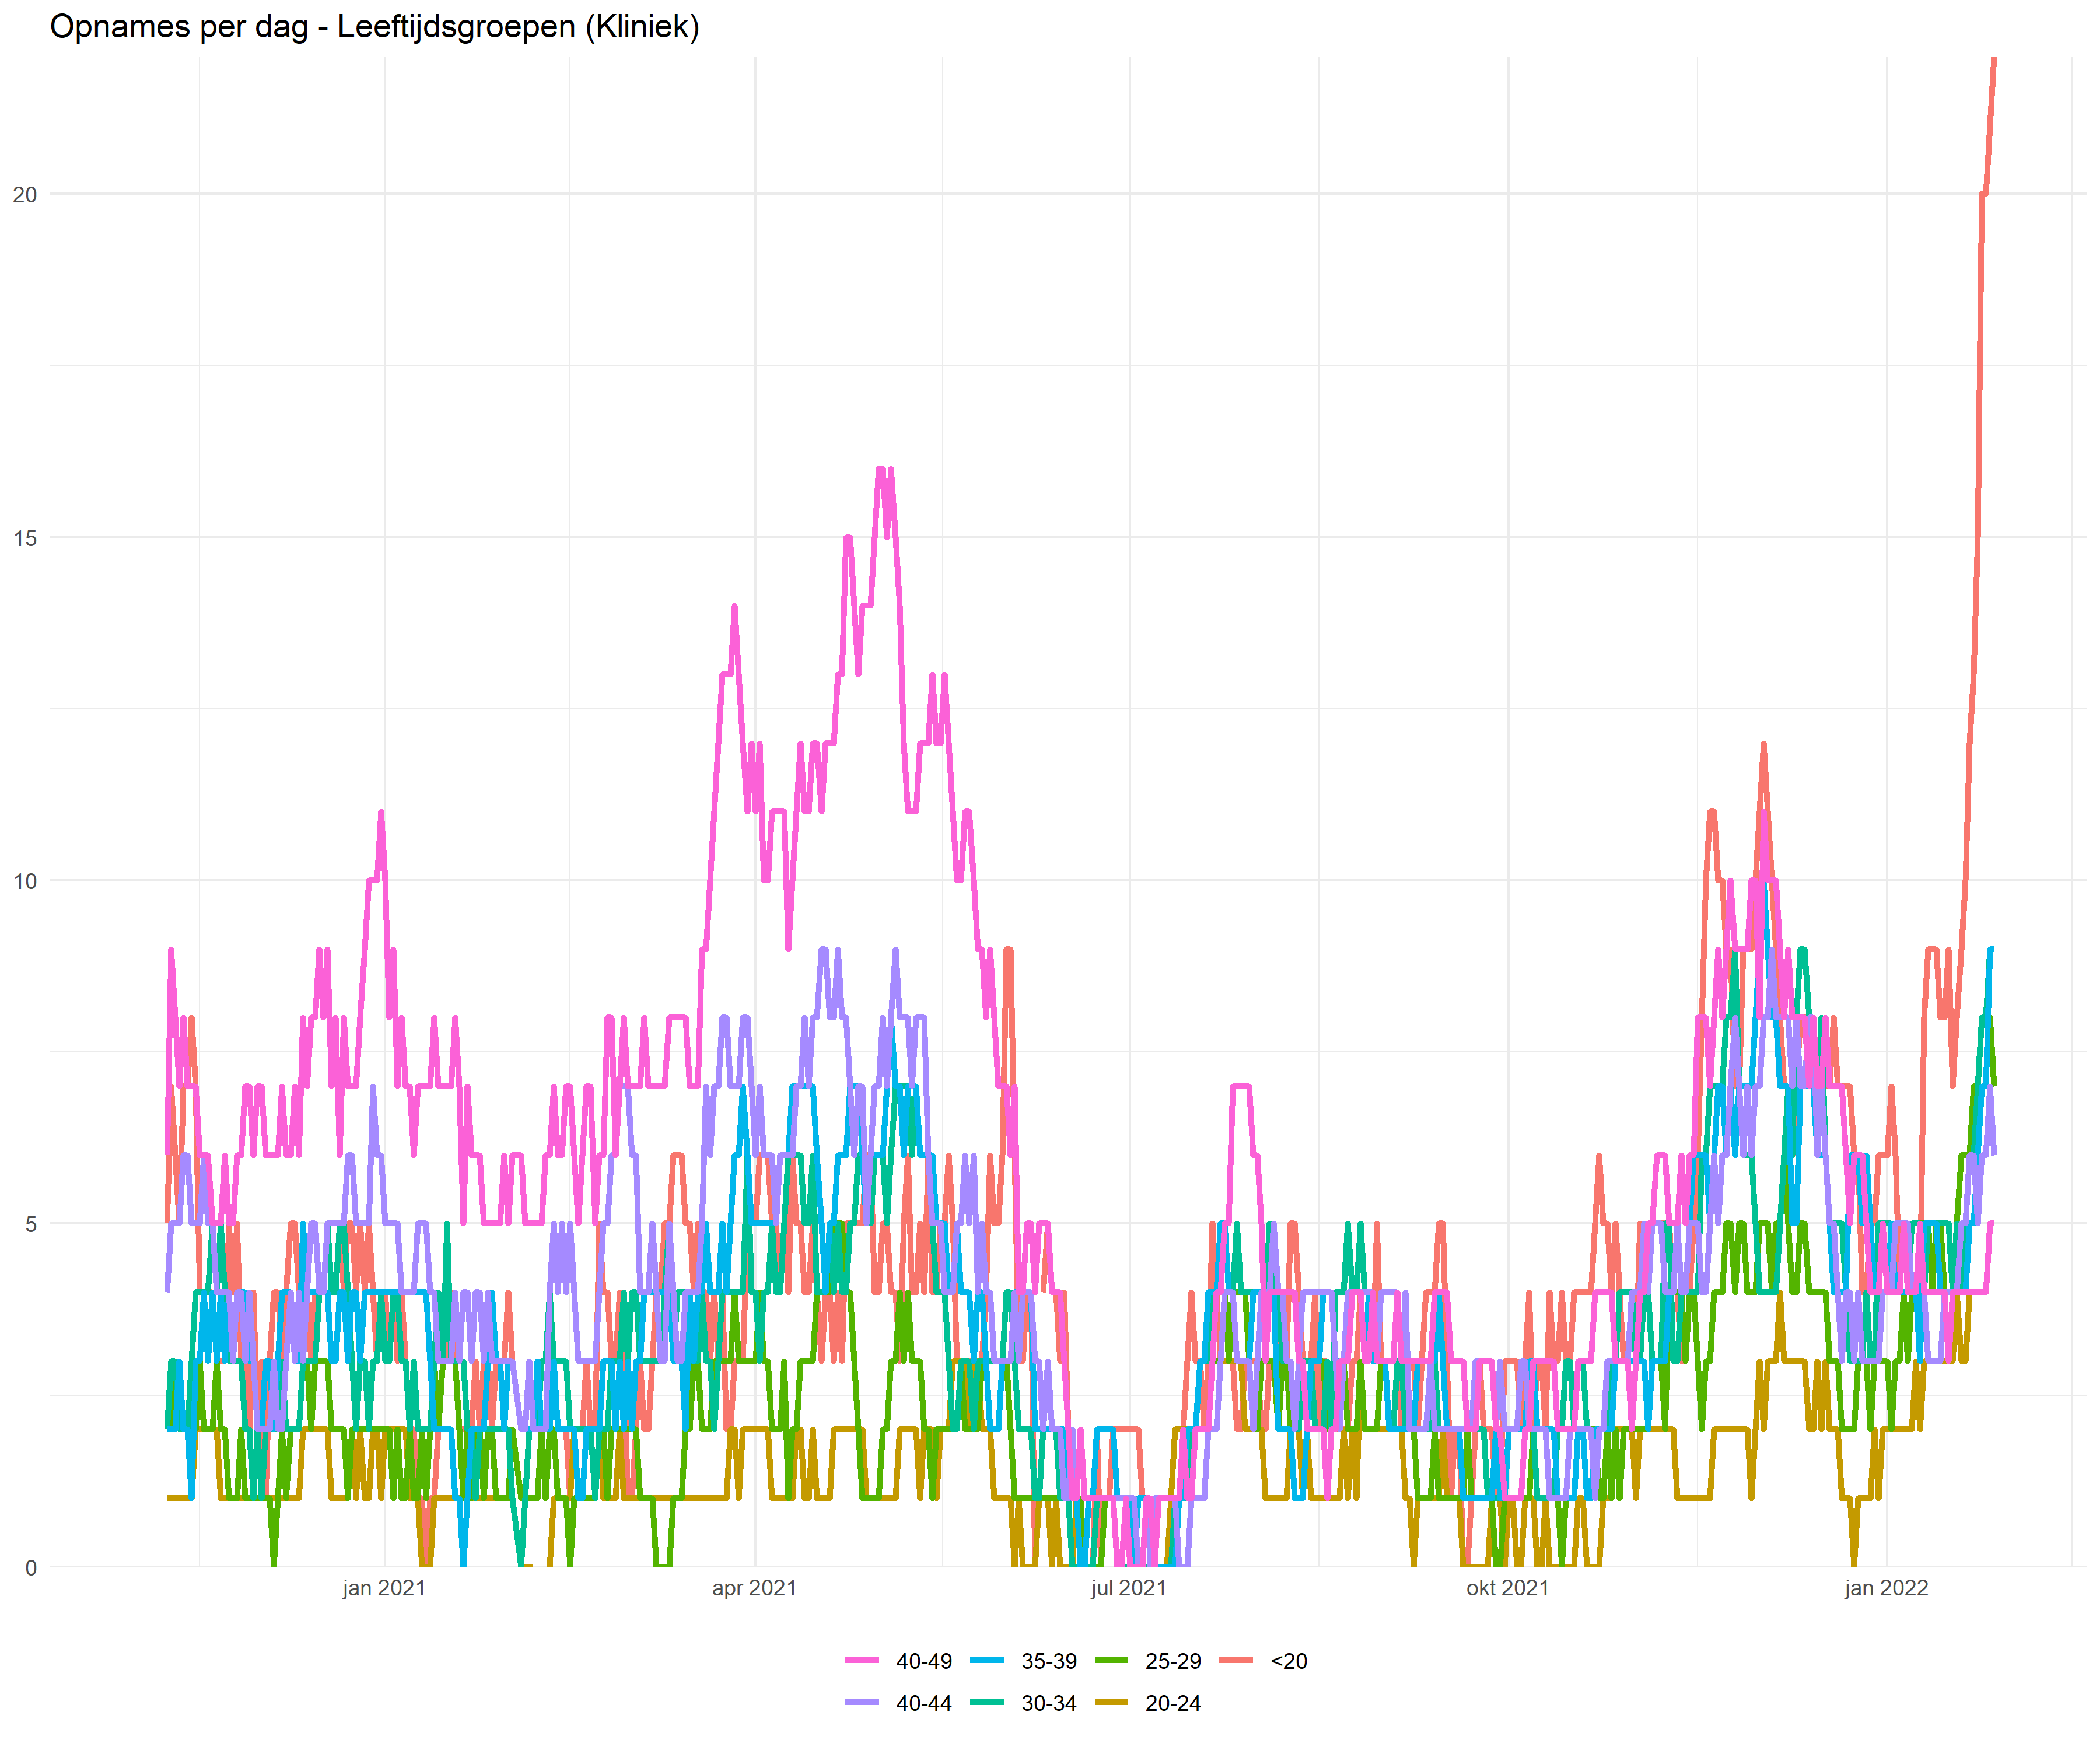 Opnames per dag - Leeftijdsgroepen (Kliniek)
20
15
10
5
0
jan 2021 apr 2021 jul 2021 okt 2021 jan 2022
40-49 35-39 25-29 <20
40-44 30-34 20-24